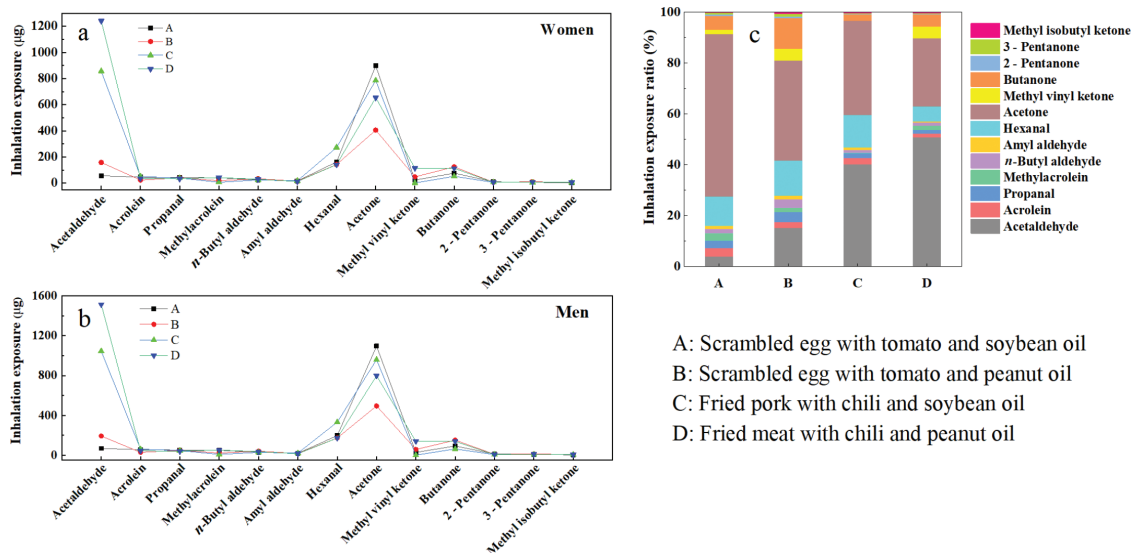 a
Women
A
B
C
D
Inhalation exposure (μg)
1200
1000
800
600
400
200
0
Acetaldehyde
Acrolein
Propanal
Methylacrolein
n-Butyl aldehyde
Amyl aldehyde
Hexanal
Acetone
Methyl vinyl ketone
Butanone
2 - Pentanone
3 - Pentanone
Methyl isobutyl ketone
b
Men
A
B
C
D
Inhalation exposure (μg)
1600
1200
800
400
0
Acetaldehyde
Acrolein
Propanal
Methylacrolein
n-Butyl aldehyde
Amyl aldehyde
Hexanal
Acetone
Methyl vinyl ketone
Butanone
2 - Pentanone
3 - Pentanone
Methyl isobutyl ketone
c
Inhalation exposure ratio (%)
100
80
60
40
20
0
A
B
C
D
Methyl isobutyl ketone
3 - Pentanone
2 - Pentanone
Butanone
Methyl vinyl ketone
Acetone
Hexanal
Amyl aldehyde
n-Butyl aldehyde
Methylacrolein
Propanal
Acrolein
Acetaldehyde
A: Scrambled egg with tomato and soybean oil
B: Scrambled egg with tomato and peanut oil
C: Fried pork with chili and soybean oil
D: Fried meat with chili and peanut oil